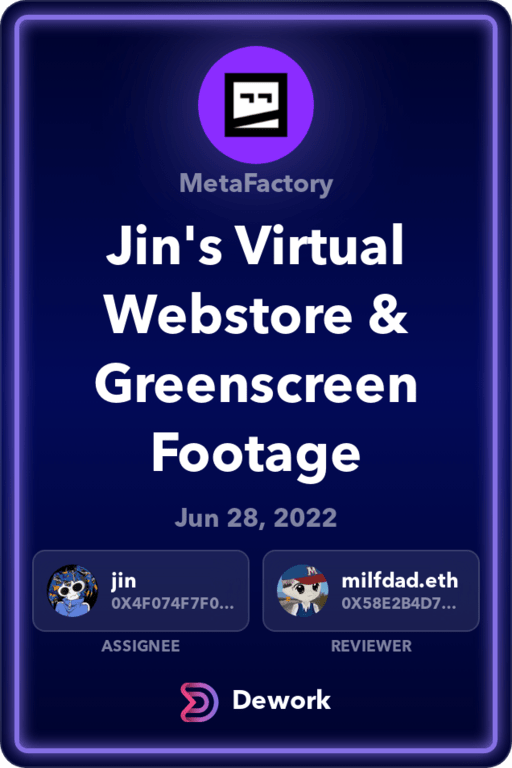 MetaFactory
Jin's Virtual
Webstore &
Greenscreen
Footage
Jun 28, 2022
jin
0X4F074F7F0...
milfdad.eth
0X58E2B4D7...
ASSIGNEE
REVIEWER
Dework